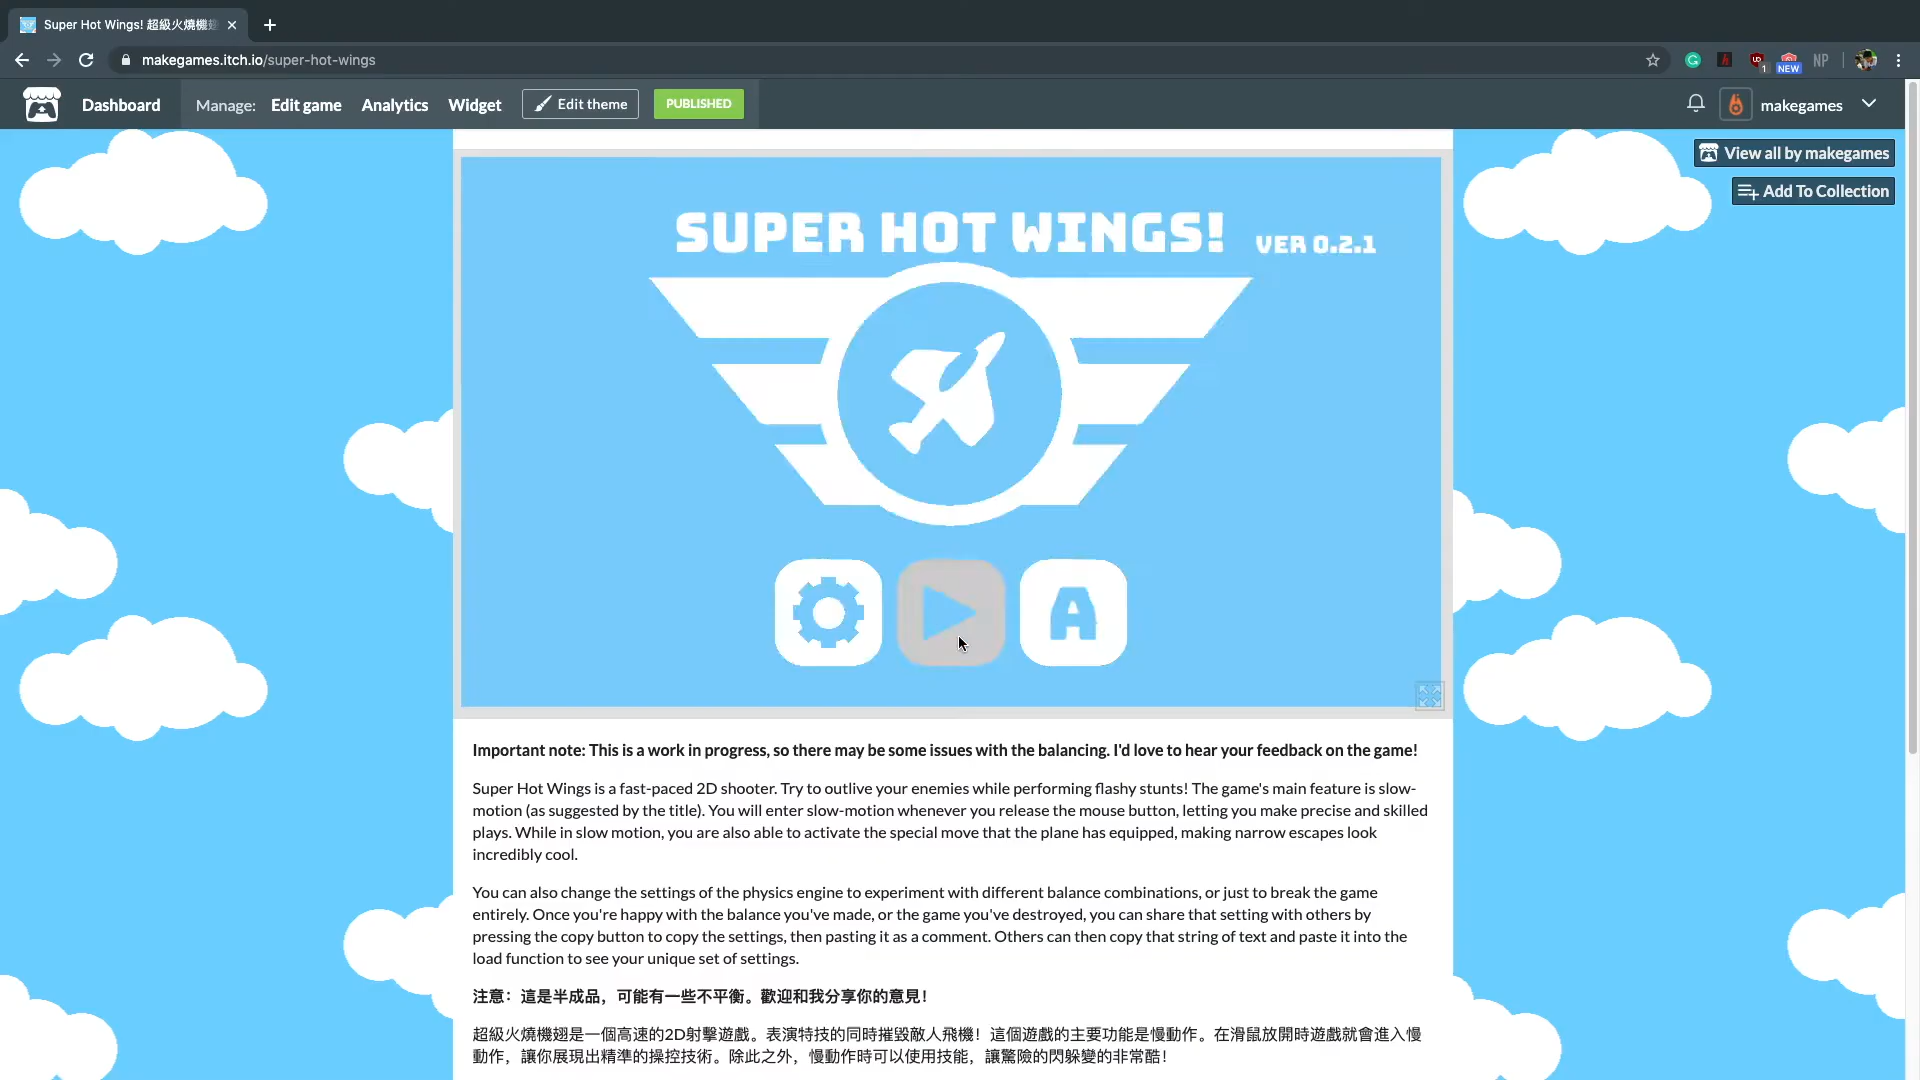 Super Hot Wings! 超級火燒機翅
makegames.itch.io/super-hot-wings
1
NEW
NP
Dashboard
Manage:
Edit game
Analytics
Widget
Edit theme
PUBLISHED
makegames
View all by makegames
Add To Collection
SUPER HOT WINGS!
VER 0.2.1
A
Important note: This is a work in progress, so there may be some issues with the balancing. I'd love to hear your feedback on the game!
Super Hot Wings is a fast-paced 2D shooter. Try to outlive your enemies while performing flashy stunts! The game's main feature is slow-
motion (as suggested by the title). You will enter slow-motion whenever you release the mouse button, letting you make precise and skilled
plays. While in slow motion, you are also able to activate the special move that the plane has equipped, making narrow escapes look
incredibly cool.
You can also change the settings of the physics engine to experiment with different balance combinations, or just to break the game
entirely. Once you're happy with the balance you've made, or the game you've destroyed, you can share that setting with others by
pressing the copy button to copy the settings, then pasting it as a comment. Others can then copy that string of text and paste it into the
load function to see your unique set of settings.
注意：這是半成品，可能有一些不平衡。歡迎和我分享你的意見！
超級火燒機翅是一個高速的2D射擊遊戲。表演特技的同時摧毀敵人飛機！這個遊戲的主要功能是慢動作。在滑鼠放開時遊戲就會進入慢
動作，讓你展現出精準的操控技術。除此之外，慢動作時可以使用技能，讓驚險的閃躲變的非常酷！